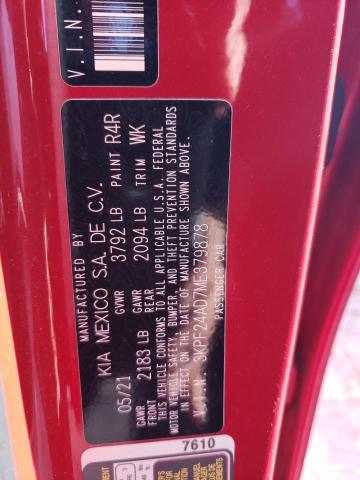 V.I.N.
MANUFACTURED BY
KIA MEXICO S.A. DE C.V.
05/21 GVWR 3792 LB PAINT R4R
GAWR FRONT 2183 LB GAWR REAR 2094 LB TRIM WK
THIS VEHICLE CONFORMS TO ALL APPLICABLE U.S.A. FEDERAL
MOTOR VEHICLE SAFETY, BUMPER, AND THEFT PREVENTION STANDARDS
IN EFFECT ON THE DATE OF MANUFACTURE SHOWN ABOVE.
V.I.N. 3KPF24AD7ME379878
PASSENGER CAR
7610